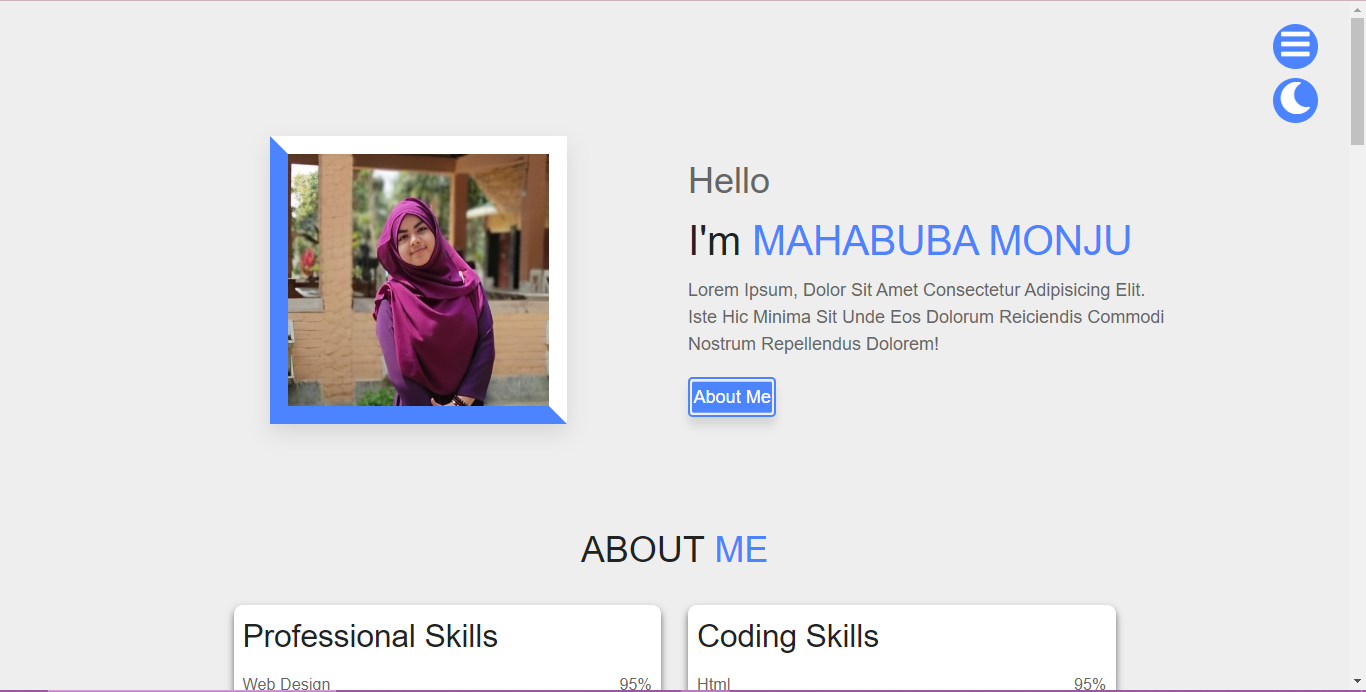 Hello
I'm MAHABUBA MONJU
Lorem Ipsum, Dolor Sit Amet Consectetur Adipisicing Elit.
Iste Hic Minima Sit Unde Eos Dolorum Reiciendis Commodi
Nostrum Repellendus Dolorem!
About Me
ABOUT ME
Professional Skills
Web Design 95%
Coding Skills
Html 95%